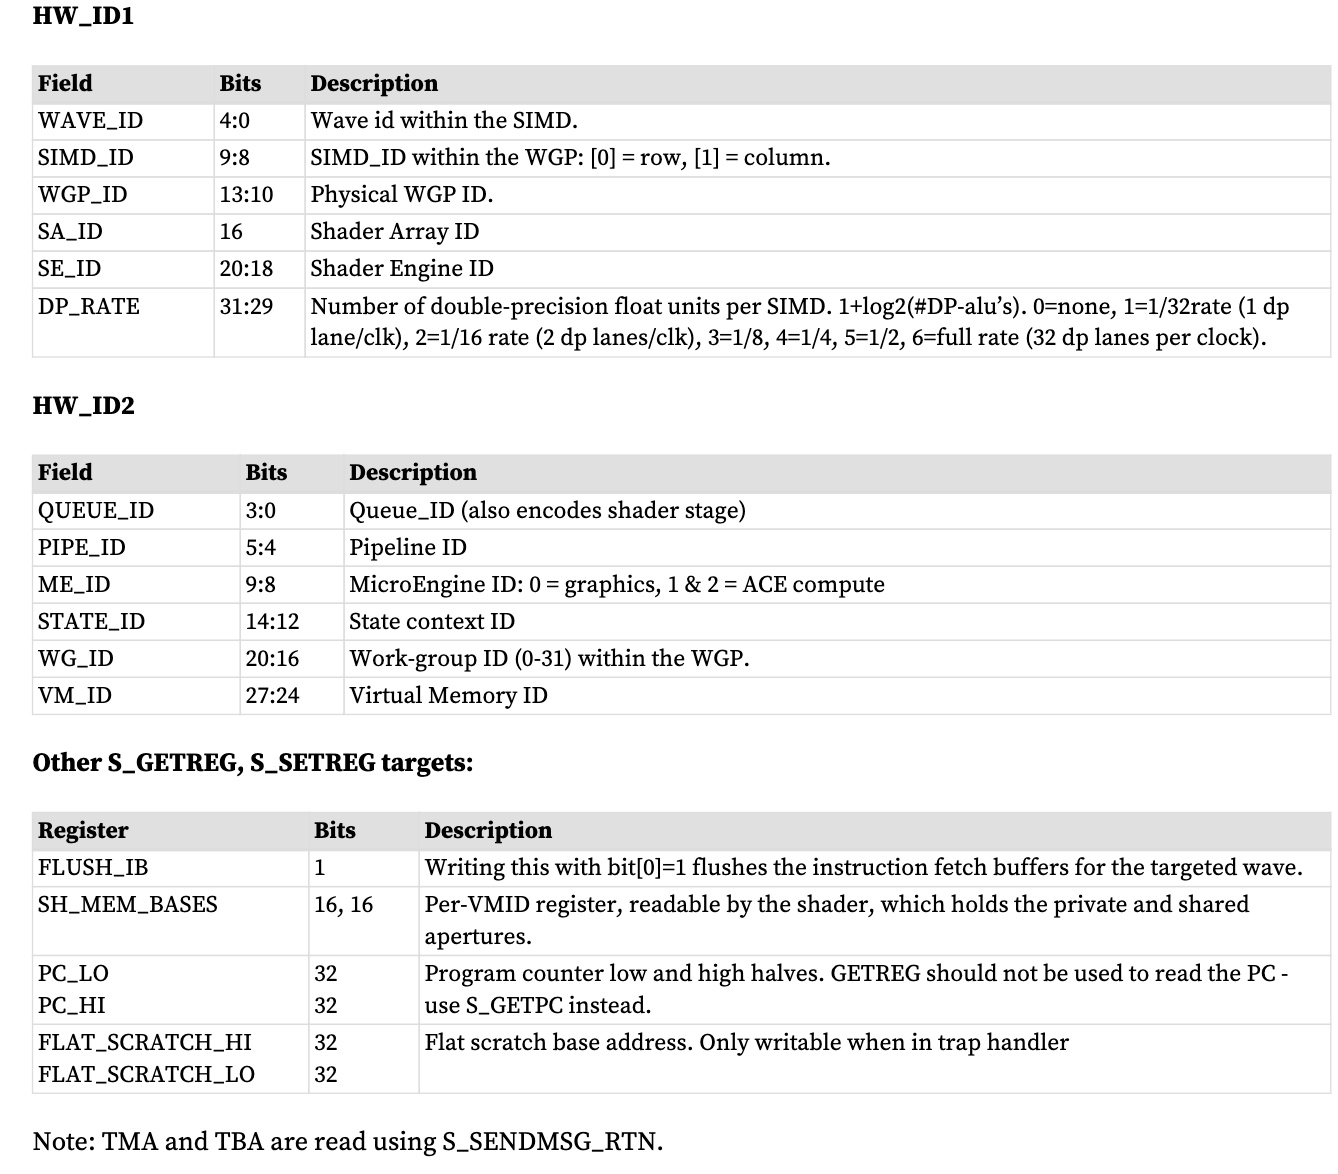 HW_ID1
Field Bits Description
WAVE_ID 4:0 Wave id within the SIMD.
SIMD_ID 9:8 SIMD_ID within the WGP: [0] = row, [1] = column.
WGP_ID 13:10 Physical WGP ID.
SA_ID 16 Shader Array ID
SE_ID 20:18 Shader Engine ID
DP_RATE 31:29 Number of double-precision float units per SIMD. 1+log2(#DP-alu’s). 0=none, 1=1/32rate (1 dp
lane/clk), 2=1/16 rate (2 dp lanes/clk), 3=1/8, 4=1/4, 5=1/2, 6=full rate (32 dp lanes per clock).
HW_ID2
Field Bits Description
QUEUE_ID 3:0 Queue_ID (also encodes shader stage)
PIPE_ID 5:4 Pipeline ID
ME_ID 9:8 MicroEngine ID: 0 = graphics, 1 & 2 = ACE compute
STATE_ID 14:12 State context ID
WG_ID 20:16 Work-group ID (0-31) within the WGP.
VM_ID 27:24 Virtual Memory ID
Other S_GETREG, S_SETREG targets:
Register Bits Description
FLUSH_IB 1 Writing this with bit[0]=1 flushes the instruction fetch buffers for the targeted wave.
SH_MEM_BASES 16, 16 Per-VMID register, readable by the shader, which holds the private and shared
apertures.
PC_LO 32 Program counter low and high halves. GETREG should not be used to read the PC -
PC_HI 32 use S_GETPC instead.
FLAT_SCRATCH_HI 32 Flat scratch base address. Only writable when in trap handler
FLAT_SCRATCH_LO 32
Note: TMA and TBA are read using S_SENDMSG_RTN.